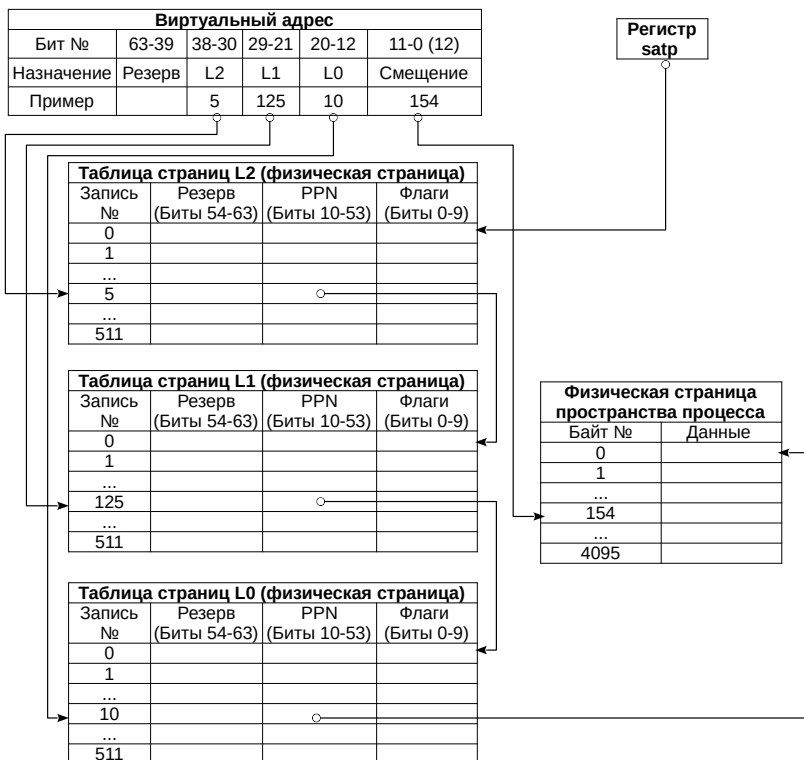 Виртуальный адрес
Бит № 63-39 38-30 29-21 20-12 11-0 (12)
Назначение Резерв L2 L1 L0 Смещение
Пример 5 125 10 154
Регистр
satp
Таблица страниц L2 (физическая страница)
Запись Резерв PPN Флаги
№ (Биты 54-63) (Биты 10-53) (Биты 0-9)
0
1
...
5
...
511
Таблица страниц L1 (физическая страница)
Запись Резерв PPN Флаги
№ (Биты 54-63) (Биты 10-53) (Биты 0-9)
0
1
...
125
...
511
Физическая страница
пространства процесса
Байт № Данные
0
1
...
154
...
4095
Таблица страниц L0 (физическая страница)
Запись Резерв PPN Флаги
№ (Биты 54-63) (Биты 10-53) (Биты 0-9)
0
1
...
10
...
511